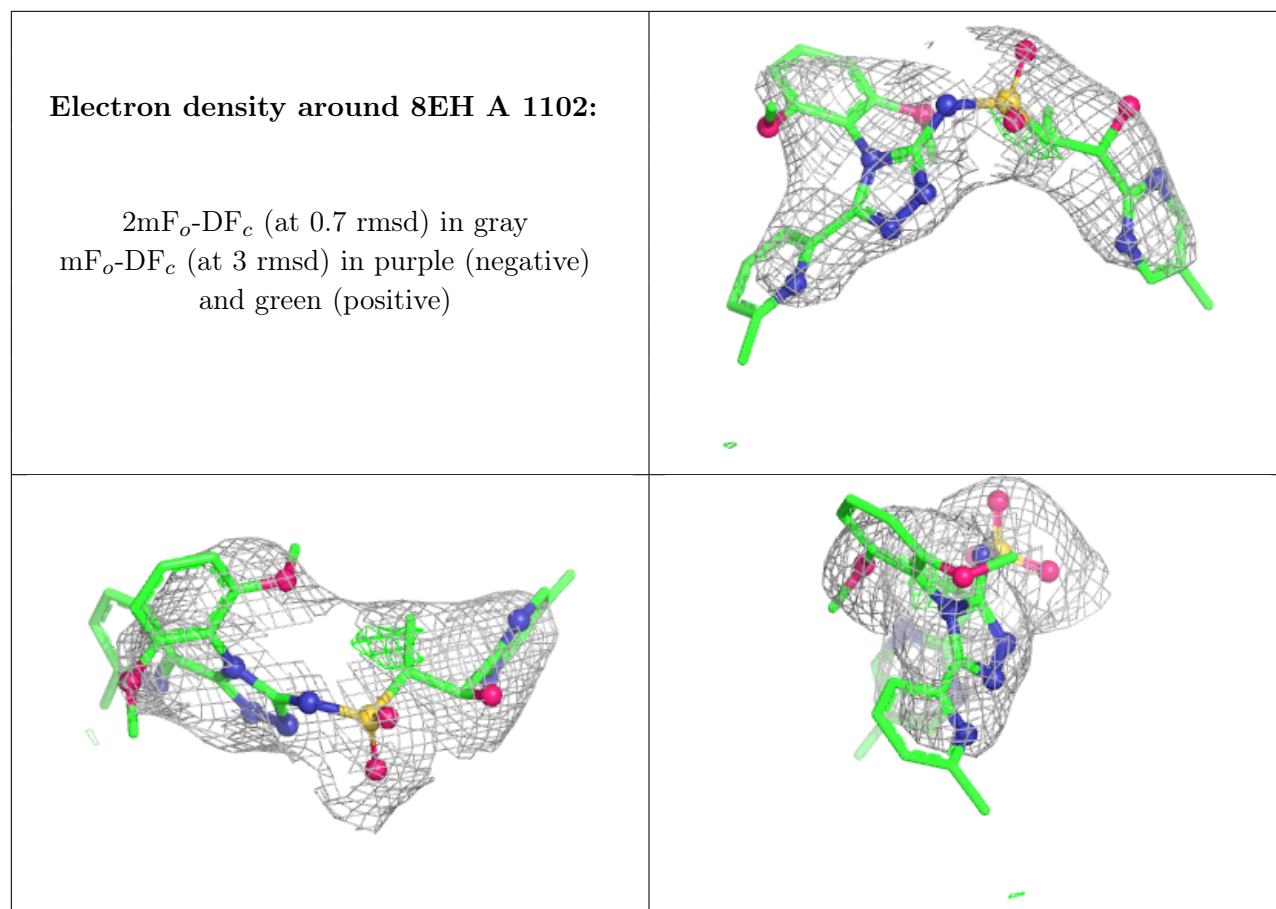 Electron density around 8EH A 1102:
2mFo-DFc (at 0.7 rmsd) in gray
mFo-DFc (at 3 rmsd) in purple (negative)
and green (positive)